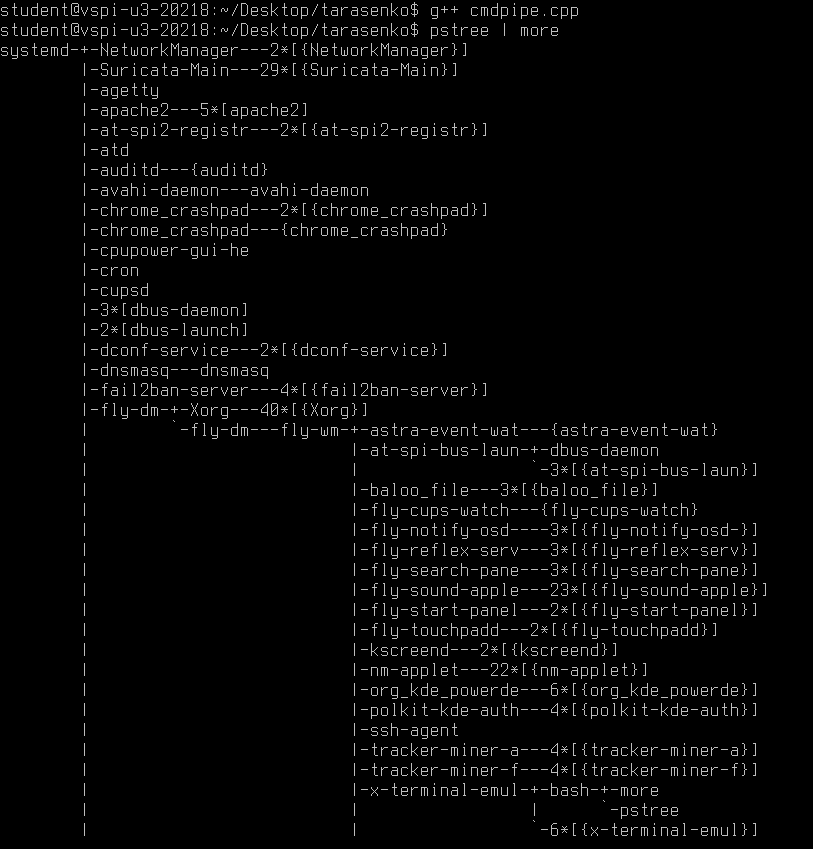 student@vspi-u3-20218:~/Desktop/tarasenko$ g++ cmdpipe.cpp
student@vspi-u3-20218:~/Desktop/tarasenko$ pstree | more
systemd-+-NetworkManager---2*[{NetworkManager}]
        |-Suricata-Main---29*[{Suricata-Main}]
        |-agetty
        |-apache2---5*[apache2]
        |-at-spi2-registr---2*[{at-spi2-registr}]
        |-atd
        |-auditd---{auditd}
        |-avahi-daemon---avahi-daemon
        |-chrome_crashpad---2*[{chrome_crashpad}]
        |-chrome_crashpad---{chrome_crashpad}
        |-cpupower-gui-he
        |-cron
        |-cupsd
        |-3*[dbus-daemon]
        |-2*[dbus-launch]
        |-dconf-service---2*[{dconf-service}]
        |-dnsmasq---dnsmasq
        |-fail2ban-server---4*[{fail2ban-server}]
        |-fly-dm-+-Xorg---40*[{Xorg}]
        |        `-fly-dm---fly-wm-+-astra-event-wat---{astra-event-wat}
        |                          |-at-spi-bus-laun-+-dbus-daemon
        |                          |                 `-3*[{at-spi-bus-laun}]
        |                          |-baloo_file---3*[{baloo_file}]
        |                          |-fly-cups-watch---{fly-cups-watch}
        |                          |-fly-notify-osd----3*[{fly-notify-osd-}]
        |                          |-fly-reflex-serv---3*[{fly-reflex-serv}]
        |                          |-fly-search-pane---3*[{fly-search-pane}]
        |                          |-fly-sound-apple---23*[{fly-sound-apple}]
        |                          |-fly-start-panel---2*[{fly-start-panel}]
        |                          |-fly-touchpadd---2*[{fly-touchpadd}]
        |                          |-kscreend---2*[{kscreend}]
        |                          |-nm-applet---22*[{nm-applet}]
        |                          |-org_kde_powerde---6*[{org_kde_powerde}]
        |                          |-polkit-kde-auth---4*[{polkit-kde-auth}]
        |                          |-ssh-agent
        |                          |-tracker-miner-a---4*[{tracker-miner-a}]
        |                          |-tracker-miner-f---4*[{tracker-miner-f}]
        |                          |-x-terminal-emul-+-bash-+-more
        |                          |                 |      `-pstree
        |                          |                 `-6*[{x-terminal-emul}]